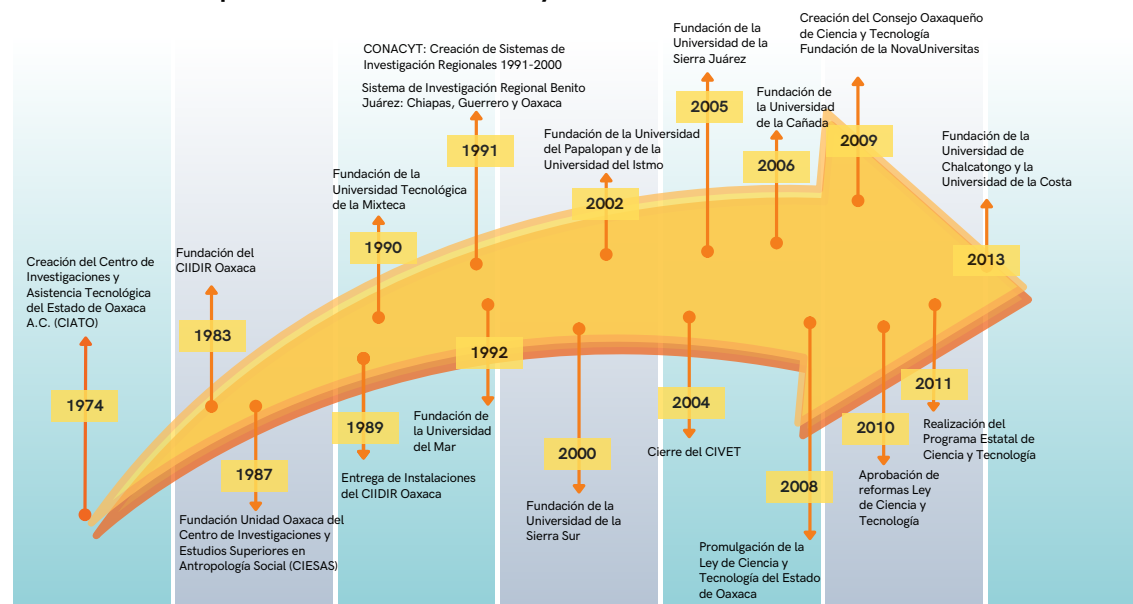 Creación del Centro de
Investigaciones y
Asistencia Tecnológica
del Estado de Oaxaca
A.C. (CIATO)
1974
Fundación del
CIIDIR Oaxaca
1983
1987
Fundación Unidad Oaxaca del
Centro de Investigaciones y
Estudios Superiores en
Antropología Social (CIESAS)
1989
Entrega de Instalaciones
del CIIDIR Oaxaca
Fundación de la
Universidad Tecnológica
de la Mixteca
1990
CONACYT: Creación de Sistemas de
Investigación Regionales 1991-2000
Sistema de Investigación Regional Benito
Juárez: Chiapas, Guerrero y Oaxaca
1991
1992
Fundación de
la Universidad
del Mar
2000
Fundación de la
Universidad de la
Sierra Sur
Fundación de la Universidad
del Papalopan y de la
Universidad del Istmo
2002
2004
Cierre del CIVET
Fundación de la
Universidad de la
Sierra Juárez
2005
Fundación de
la Universidad
de la Cañada
2006
2008
Promulgación de la
Ley de Ciencia y
Tecnología del Estado
de Oaxaca
Creación del Consejo Oaxaqueño
de Ciencia y Tecnología
Fundación de la NovaUniversitas
2009
2010
Aprobación de
reformas Ley
de Ciencia y
Tecnología
2011
Realización del
Programa Estatal de
Ciencia y Tecnología
Fundación de la
Universidad de
Chalcatongo y la
Universidad de la Costa
2013